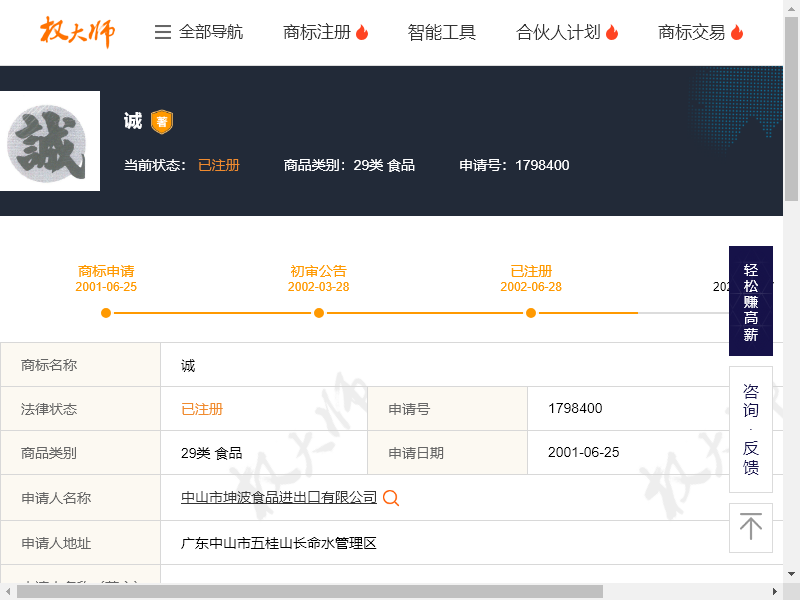 权大师 全部导航 商标注册 智能工具 合伙人计划 商标交易
誠
诚 著
当前状态： 已注册 商品类别：29类 食品 申请号：1798400
商标申请 初审公告 已注册
2001-06-25 2002-03-28 2002-06-28
轻松赚高薪
商标名称 诚
法律状态 已注册 申请号 1798400
商品类别 29类 食品 申请日期 2001-06-25
申请人名称 中山市坤波食品进出口有限公司
申请人地址 广东中山市五桂山长命水管理区
咨询·反馈
权大师